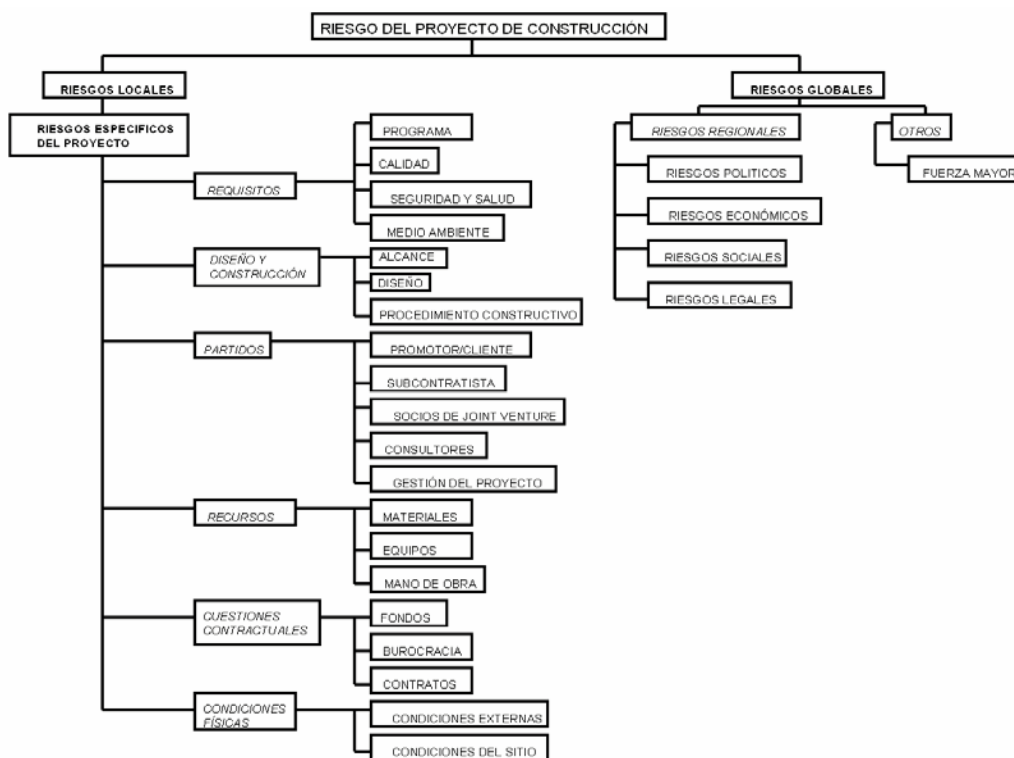 RIESGO DEL PROYECTO DE CONSTRUCCIÓN
RIESGOS LOCALES
RIESGOS GLOBALES
RIESGOS ESPECIFICOS
DEL PROYECTO
REQUISITOS
PROGRAMA
CALIDAD
SEGURIDAD Y SALUD
MEDIO AMBIENTE
DISEÑO Y
CONSTRUCCIÓN
ALCANCE
DISEÑO
PROCEDIMIENTO CONSTRUCTIVO
PARTIDOS
PROMOTOR/CLIENTE
SUBCONTRATISTA
SOCIOS DE JOINT VENTURE
CONSULTORES
GESTIÓN DEL PROYECTO
RECURSOS
MATERIALES
EQUIPOS
MANO DE OBRA
CUESTIONES
CONTRACTUALES
FONDOS
BUROCRACIA
CONTRATOS
CONDICIONES
FÍSICAS
CONDICIONES EXTERNAS
CONDICIONES DEL SITIO
RIESGOS REGIONALES
RIESGOS POLITICOS
RIESGOS ECONÓMICOS
RIESGOS SOCIALES
RIESGOS LEGALES
OTROS
FUERZA MAYOR